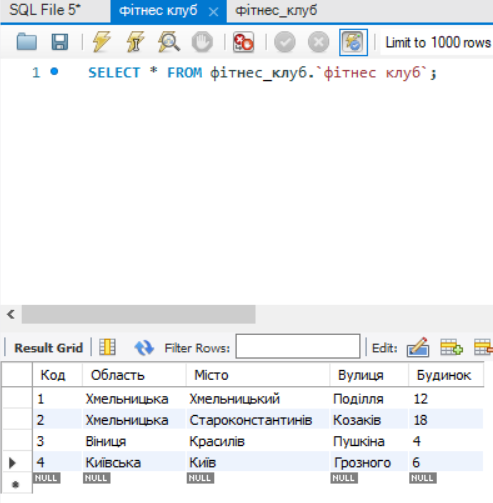 SQL File 5* фітнес клуб фітнес_клуб
Limit to 1000 rows
1 SELECT * FROM фітнес_клуб.`фітнес клуб`;
Result Grid Filter Rows: Edit:
Код Область Місто Вулиця Будинок
1 Хмельницька Хмельницький Поділля 12
2 Хмельницька Староконстантинів Козаків 18
3 Віниця Красилів Пушкіна 4
4 Київська Київ Грозного 6
NULL NULL NULL NULL NULL